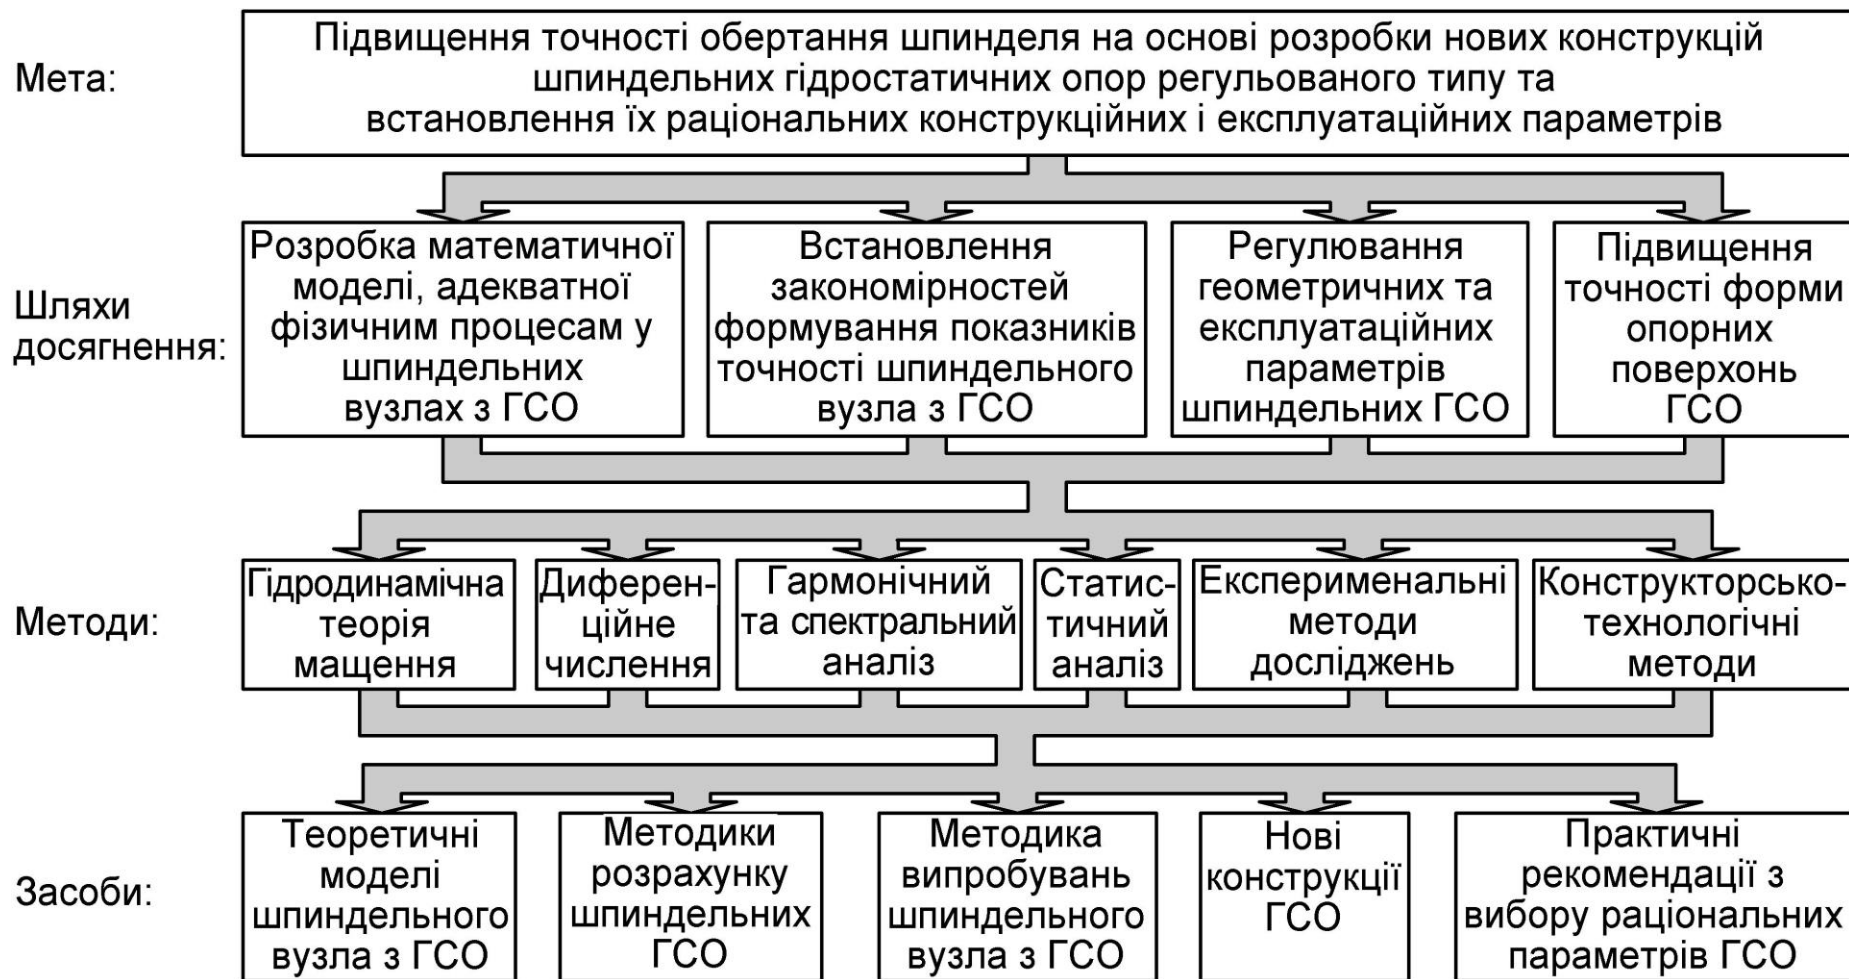 Мета:
Підвищення точності обертання шпинделя на основі розробки нових конструкцій
шпиндельних гідростатичних опор регульованого типу та
встановлення їх раціональних конструкційних і експлуатаційних параметрів
Шляхи
досягнення:
Розробка математичної
моделі, адекватної
фізичним процесам у
шпиндельних
вузлах з ГСО
Встановлення
закономірностей
формування показників
точності шпиндельного
вузла з ГСО
Регулювання
геометричних та
експлуатаційних
параметрів
шпиндельних ГСО
Підвищення
точності форми
опорних
поверхонь
ГСО
Методи:
Гідродинамічна
теорія
мащення
Диферен-
ційне
числення
Гармонічний
та спектральний
аналіз
Статис-
тичний
аналіз
Експерименальні
методи
досліджень
Конструкторсько-
технологічні
методи
Засоби:
Теоретичні
моделі
шпиндельного
вузла з ГСО
Методики
розрахунку
шпиндельних
ГСО
Методика
випробувань
шпиндельного
вузла з ГСО
Нові
конструкції
ГСО
Практичні
рекомендації з
вибору раціональних
параметрів ГСО